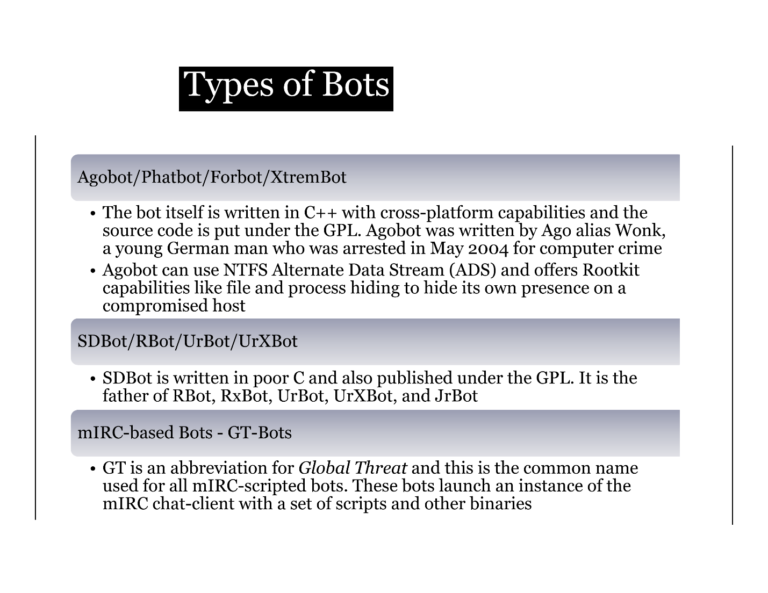 Types of Bots
Agobot/Phatbot/Forbot/XtremBot
• The bot itself is written in C++ with cross-platform capabilities and the
source code is put under the GPL. Agobot was written by Ago alias Wonk,
a young German man who was arrested in May 2004 for computer crime
• Agobot can use NTFS Alternate Data Stream (ADS) and offers Rootkit
capabilities like file and process hiding to hide its own presence on a
compromised host
SDBot/RBot/UrBot/UrXBot
• SDBot is written in poor C and also published under the GPL. It is the
father of RBot, RxBot, UrBot, UrXBot, and JrBot
mIRC-based Bots - GT-Bots
• GT is an abbreviation for Global Threat and this is the common name
used for all mIRC-scripted bots. These bots launch an instance of the
mIRC chat-client with a set of scripts and other binaries